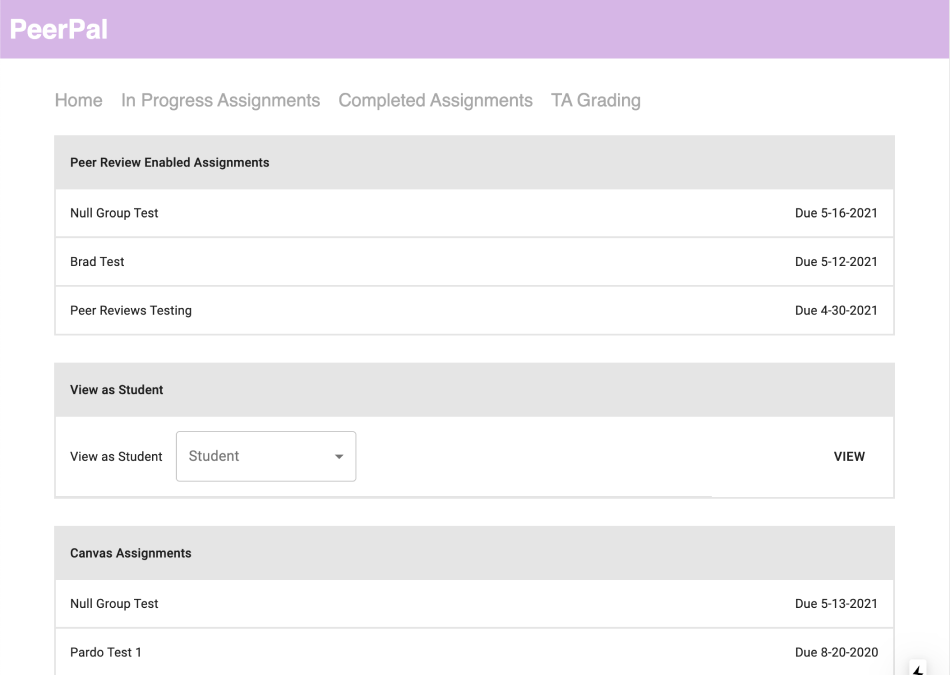 PeerPal
Home In Progress Assignments Completed Assignments TA Grading
Peer Review Enabled Assignments
Null Group Test Due 5-16-2021
Brad Test Due 5-12-2021
Peer Reviews Testing Due 4-30-2021
View as Student
View as Student Student VIEW
Canvas Assignments
Null Group Test Due 5-13-2021
Pardo Test 1 Due 8-20-2020